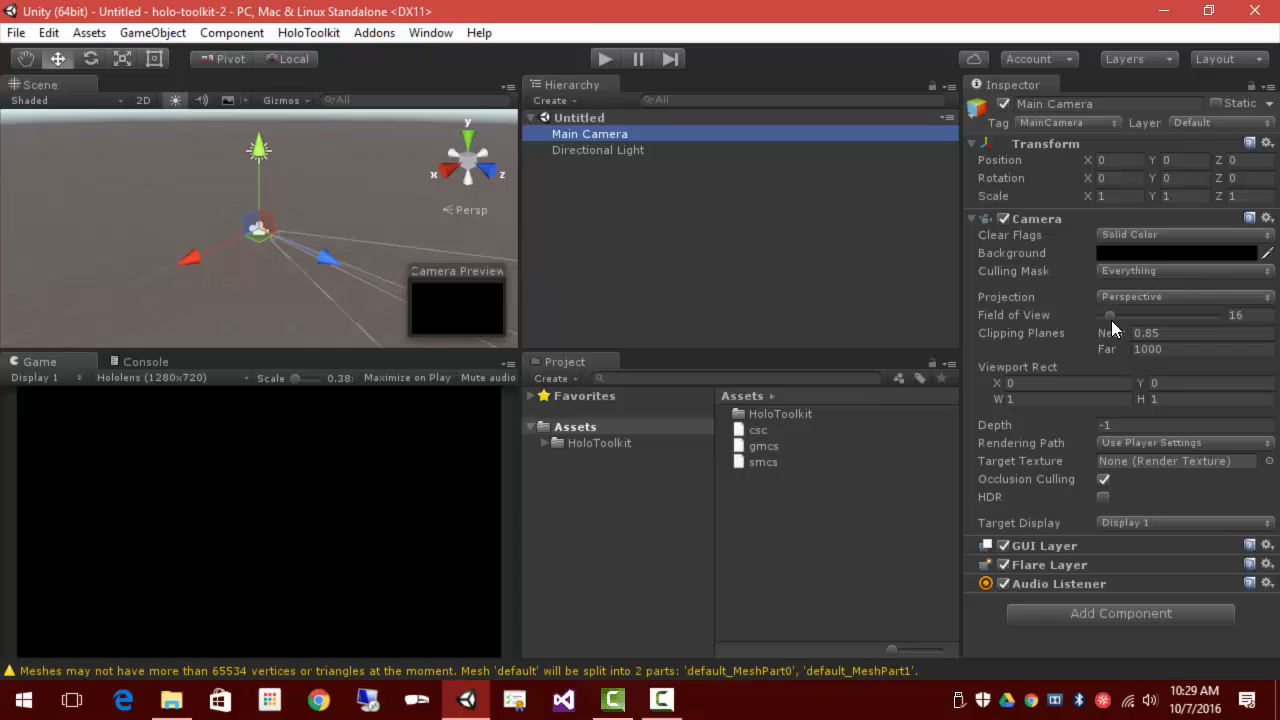 Unity (64bit) - Untitled - holo-toolkit-2 - PC, Mac & Linux Standalone <DX11>
File Edit Assets GameObject Component HoloToolkit Addons Window Help
Pivot Local Account Layers Layout
Scene
Shaded 2D Gizmos All
y
x
z
Persp
Camera Preview
Hierarchy
Create All
Untitled
Main Camera
Directional Light
Inspector
Main Camera Static
Tag MainCamera Layer Default
Transform
Position X 0 Y 0 Z 0
Rotation X 0 Y 0 Z 0
Scale X 1 Y 1 Z 1
Camera
Clear Flags Solid Color
Background
Culling Mask Everything
Projection Perspective
Field of View 16
Clipping Planes 0.85
Far 1000
Viewport Rect
X 0 Y 0
W 1 H 1
Depth -1
Rendering Path Use Player Settings
Target Texture None (Render Texture)
Occlusion Culling
HDR
Target Display Display 1
GUI Layer
Flare Layer
Audio Listener
Add Component
Game Console
Display 1 Hololens (1280x720) Scale 0.38: Maximize on Play Mute audio
Project
Create
Favorites
Assets
HoloToolkit
Assets
HoloToolkit
csc
gmcs
smcs
Meshes may not have more than 65534 vertices or triangles at the moment. Mesh 'default' will be split into 2 parts: 'default_MeshPart0', 'default_MeshPart1'.
10:29 AM
10/7/2016